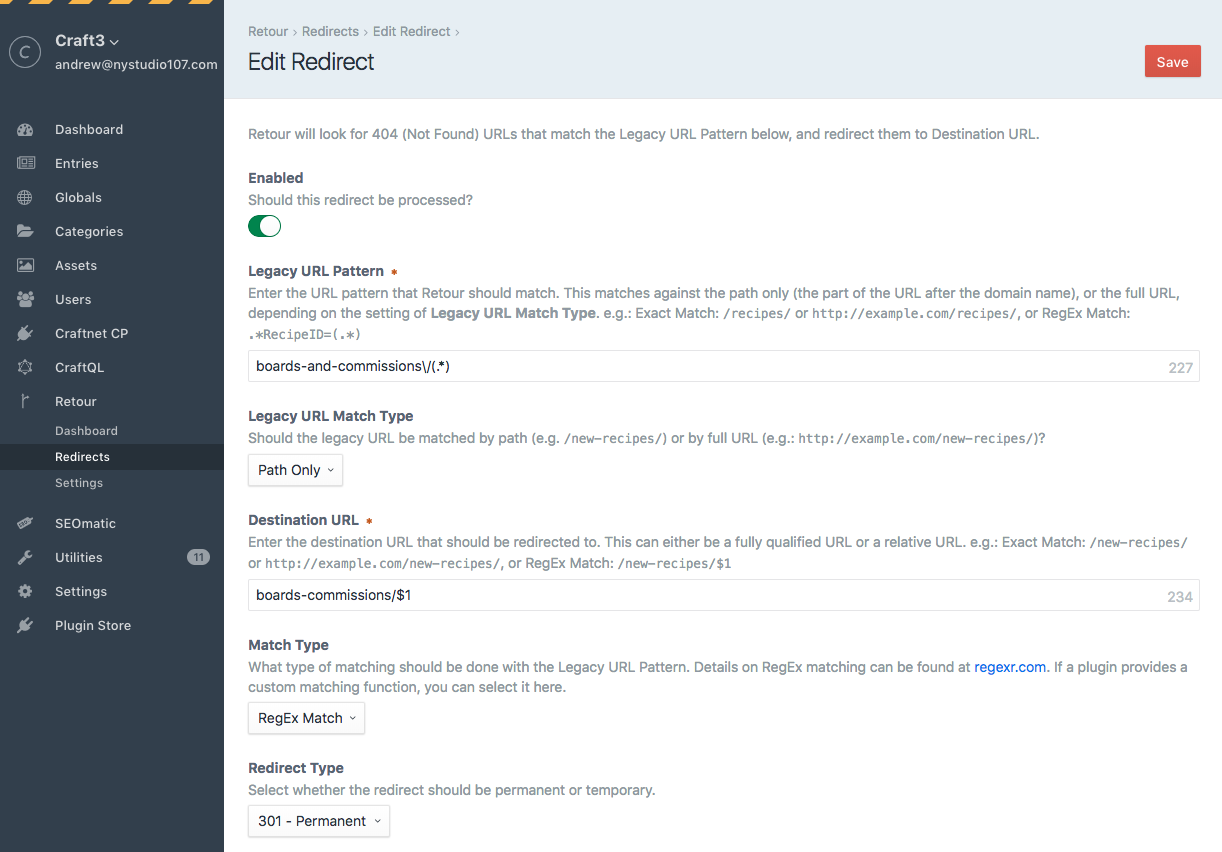 C
Craft3
andrew@nystudio107.com
Dashboard
Entries
Globals
Categories
Assets
Users
Craftnet CP
CraftQL
Retour
Dashboard
Redirects
Settings
SEOmatic
Utilities 11
Settings
Plugin Store
Retour › Redirects › Edit Redirect ›
Edit Redirect
Save
Retour will look for 404 (Not Found) URLs that match the Legacy URL Pattern below, and redirect them to Destination URL.
Enabled
Should this redirect be processed?
Legacy URL Pattern *
Enter the URL pattern that Retour should match. This matches against the path only (the part of the URL after the domain name), or the full URL,
depending on the setting of Legacy URL Match Type. e.g.: Exact Match: /recipes/ or http://example.com/recipes/, or RegEx Match:
.*RecipeID=(.*)
boards-and-commissions\/(.*) 227
Legacy URL Match Type
Should the legacy URL be matched by path (e.g. /new-recipes/) or by full URL (e.g.: http://example.com/new-recipes/)?
Path Only
Destination URL *
Enter the destination URL that should be redirected to. This can either be a fully qualified URL or a relative URL. e.g.: Exact Match: /new-recipes/
or http://example.com/new-recipes/, or RegEx Match: /new-recipes/$1
boards-commissions/$1 234
Match Type
What type of matching should be done with the Legacy URL Pattern. Details on RegEx matching can be found at regexr.com. If a plugin provides a
custom matching function, you can select it here.
RegEx Match
Redirect Type
Select whether the redirect should be permanent or temporary.
301 - Permanent